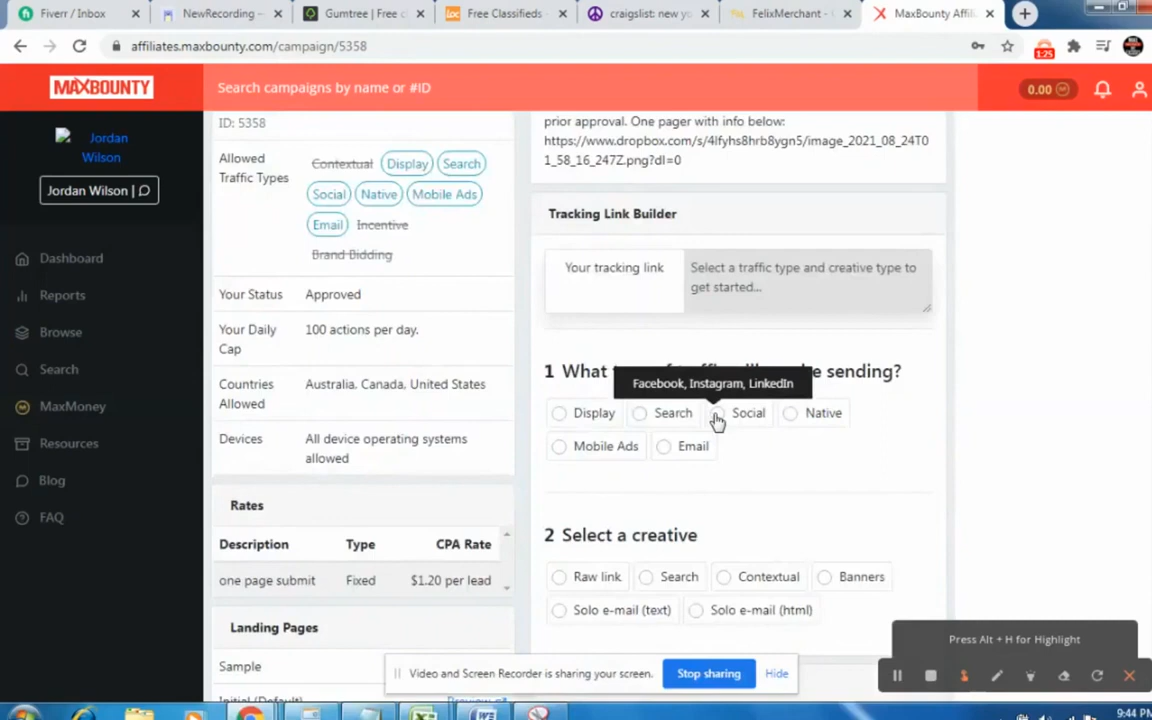 Fiverr / Inbox
NewRecording -
Gumtree | Free c
Free Classifieds -
craigslist: new yo
FelixMerchant -
MaxBounty Affili
affiliates.maxbounty.com/campaign/5358
1:25
MAXBOUNTY
Search campaigns by name or #ID
0.00
Jordan
Wilson
Jordan Wilson |
Dashboard
Reports
Browse
Search
MaxMoney
Resources
Blog
FAQ
ID: 5358
Allowed
Traffic Types
Contextual Display Search
Social Native Mobile Ads
Email Incentive
Brand Bidding
Your Status Approved
Your Daily
Cap
100 actions per day.
Countries
Allowed
Australia, Canada, United States
Devices
All device operating systems
allowed
Rates
Description Type CPA Rate
one page submit Fixed $1.20 per lead
Landing Pages
Sample
Initial (Default) Preview
prior approval. One pager with info below:
https://www.dropbox.com/s/4lfyhs8hrb8ygn5/image_2021_08_24T0
1_58_16_247Z.png?dl=0
Tracking Link Builder
Your tracking link
Select a traffic type and creative type to
get started...
1 What t sending?
Facebook, Instagram, LinkedIn
Display Search Social Native
Mobile Ads Email
2 Select a creative
Raw link Search Contextual Banners
Solo e-mail (text) Solo e-mail (html)
Press Alt + H for Highlight
Video and Screen Recorder is sharing your screen.
Stop sharing
Hide
9:44 PM